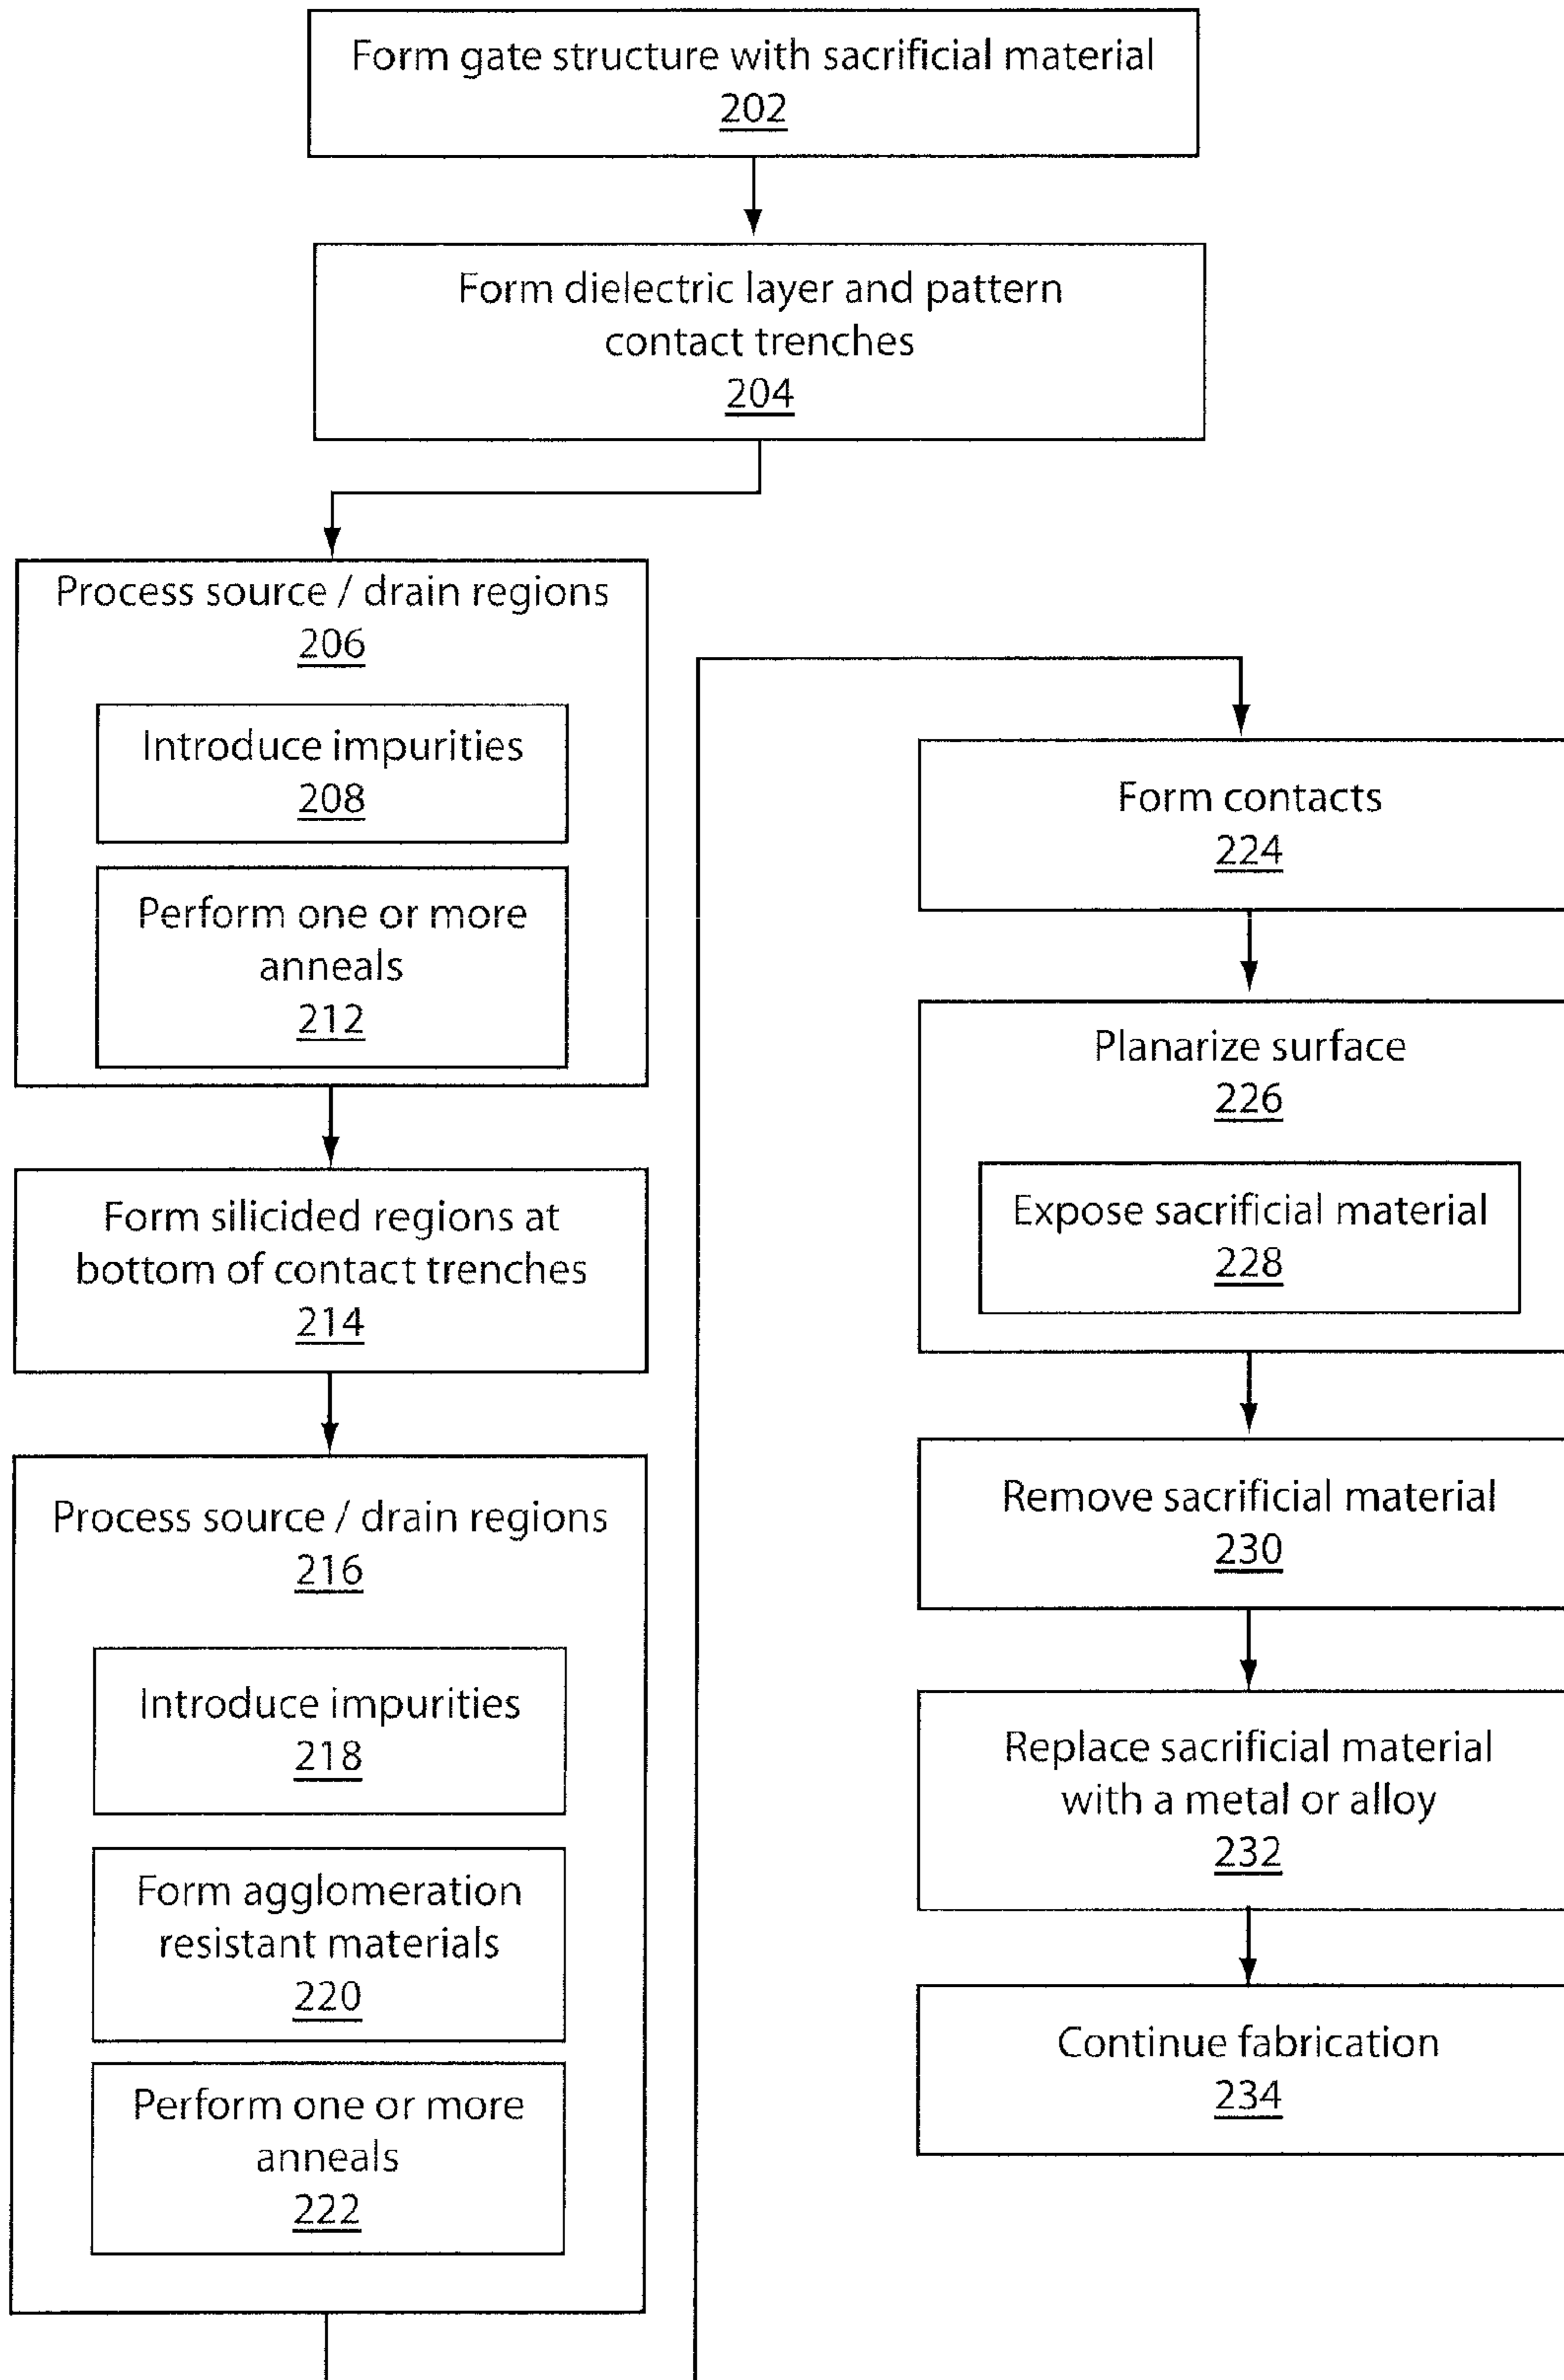 Form gate structure with sacrificial material
202
Form dielectric layer and pattern
contact trenches
204
Process source / drain regions
206
Introduce impurities
208
Perform one or more
anneals
212
Form silicided regions at
bottom of contact trenches
214
Process source / drain regions
216
Introduce impurities
218
Form agglomeration
resistant materials
220
Perform one or more
anneals
222
Form contacts
224
Planarize surface
226
Expose sacrificial material
228
Remove sacrificial material
230
Replace sacrificial material
with a metal or alloy
232
Continue fabrication
234